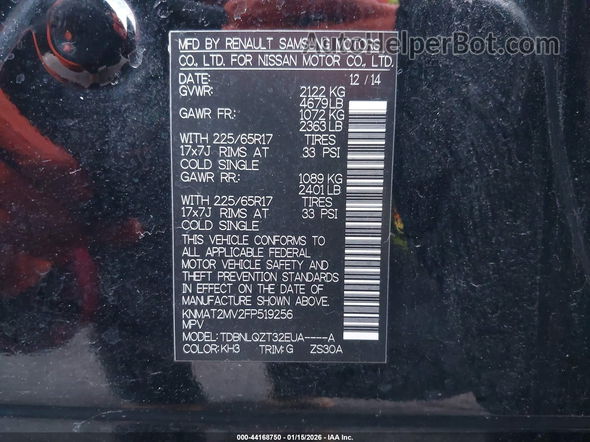 AutoHelperBot.com
MFD BY RENAULT SAMSUNG MOTORS
CO., LTD. FOR NISSAN MOTOR CO., LTD.
DATE: 12 / 14
GVWR: 2122 KG
4679 LB
GAWR FR: 1072 KG
2363 LB
WITH 225/65R17 TIRES
17x7J RIMS AT 33 PSI
COLD SINGLE
GAWR RR: 1089 KG
2401 LB
WITH 225/65R17 TIRES
17x7J RIMS AT 33 PSI
COLD SINGLE
THIS VEHICLE CONFORMS TO
ALL APPLICABLE FEDERAL
MOTOR VEHICLE SAFETY AND
THEFT PREVENTION STANDARDS
IN EFFECT ON THE DATE OF
MANUFACTURE SHOWN ABOVE.
KNMAT2MV2FP519256
MPV
MODEL: TDBNLQZT32EUA----A
COLOR: KH3 TRIM: G ZS30A
000-44168750 - 01/15/2026 - IAA Inc.